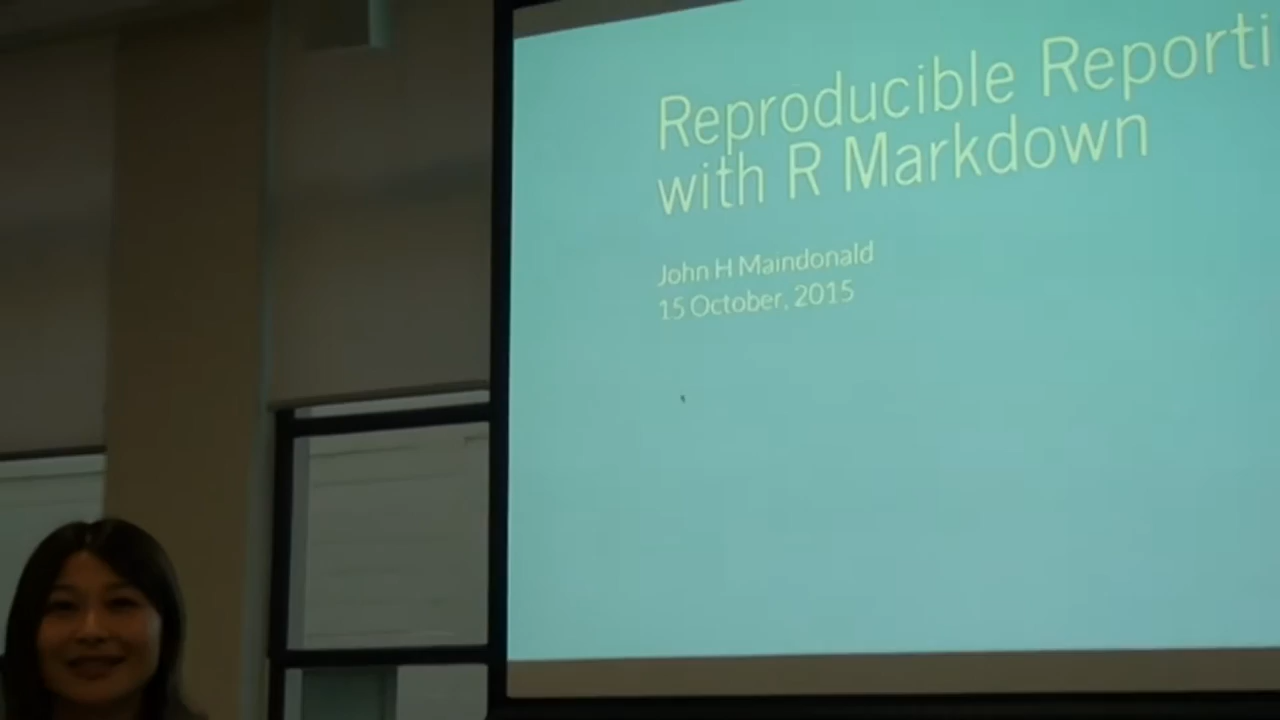 Reproducible Reporti
with R Markdown
John H Maindonald
15 October, 2015